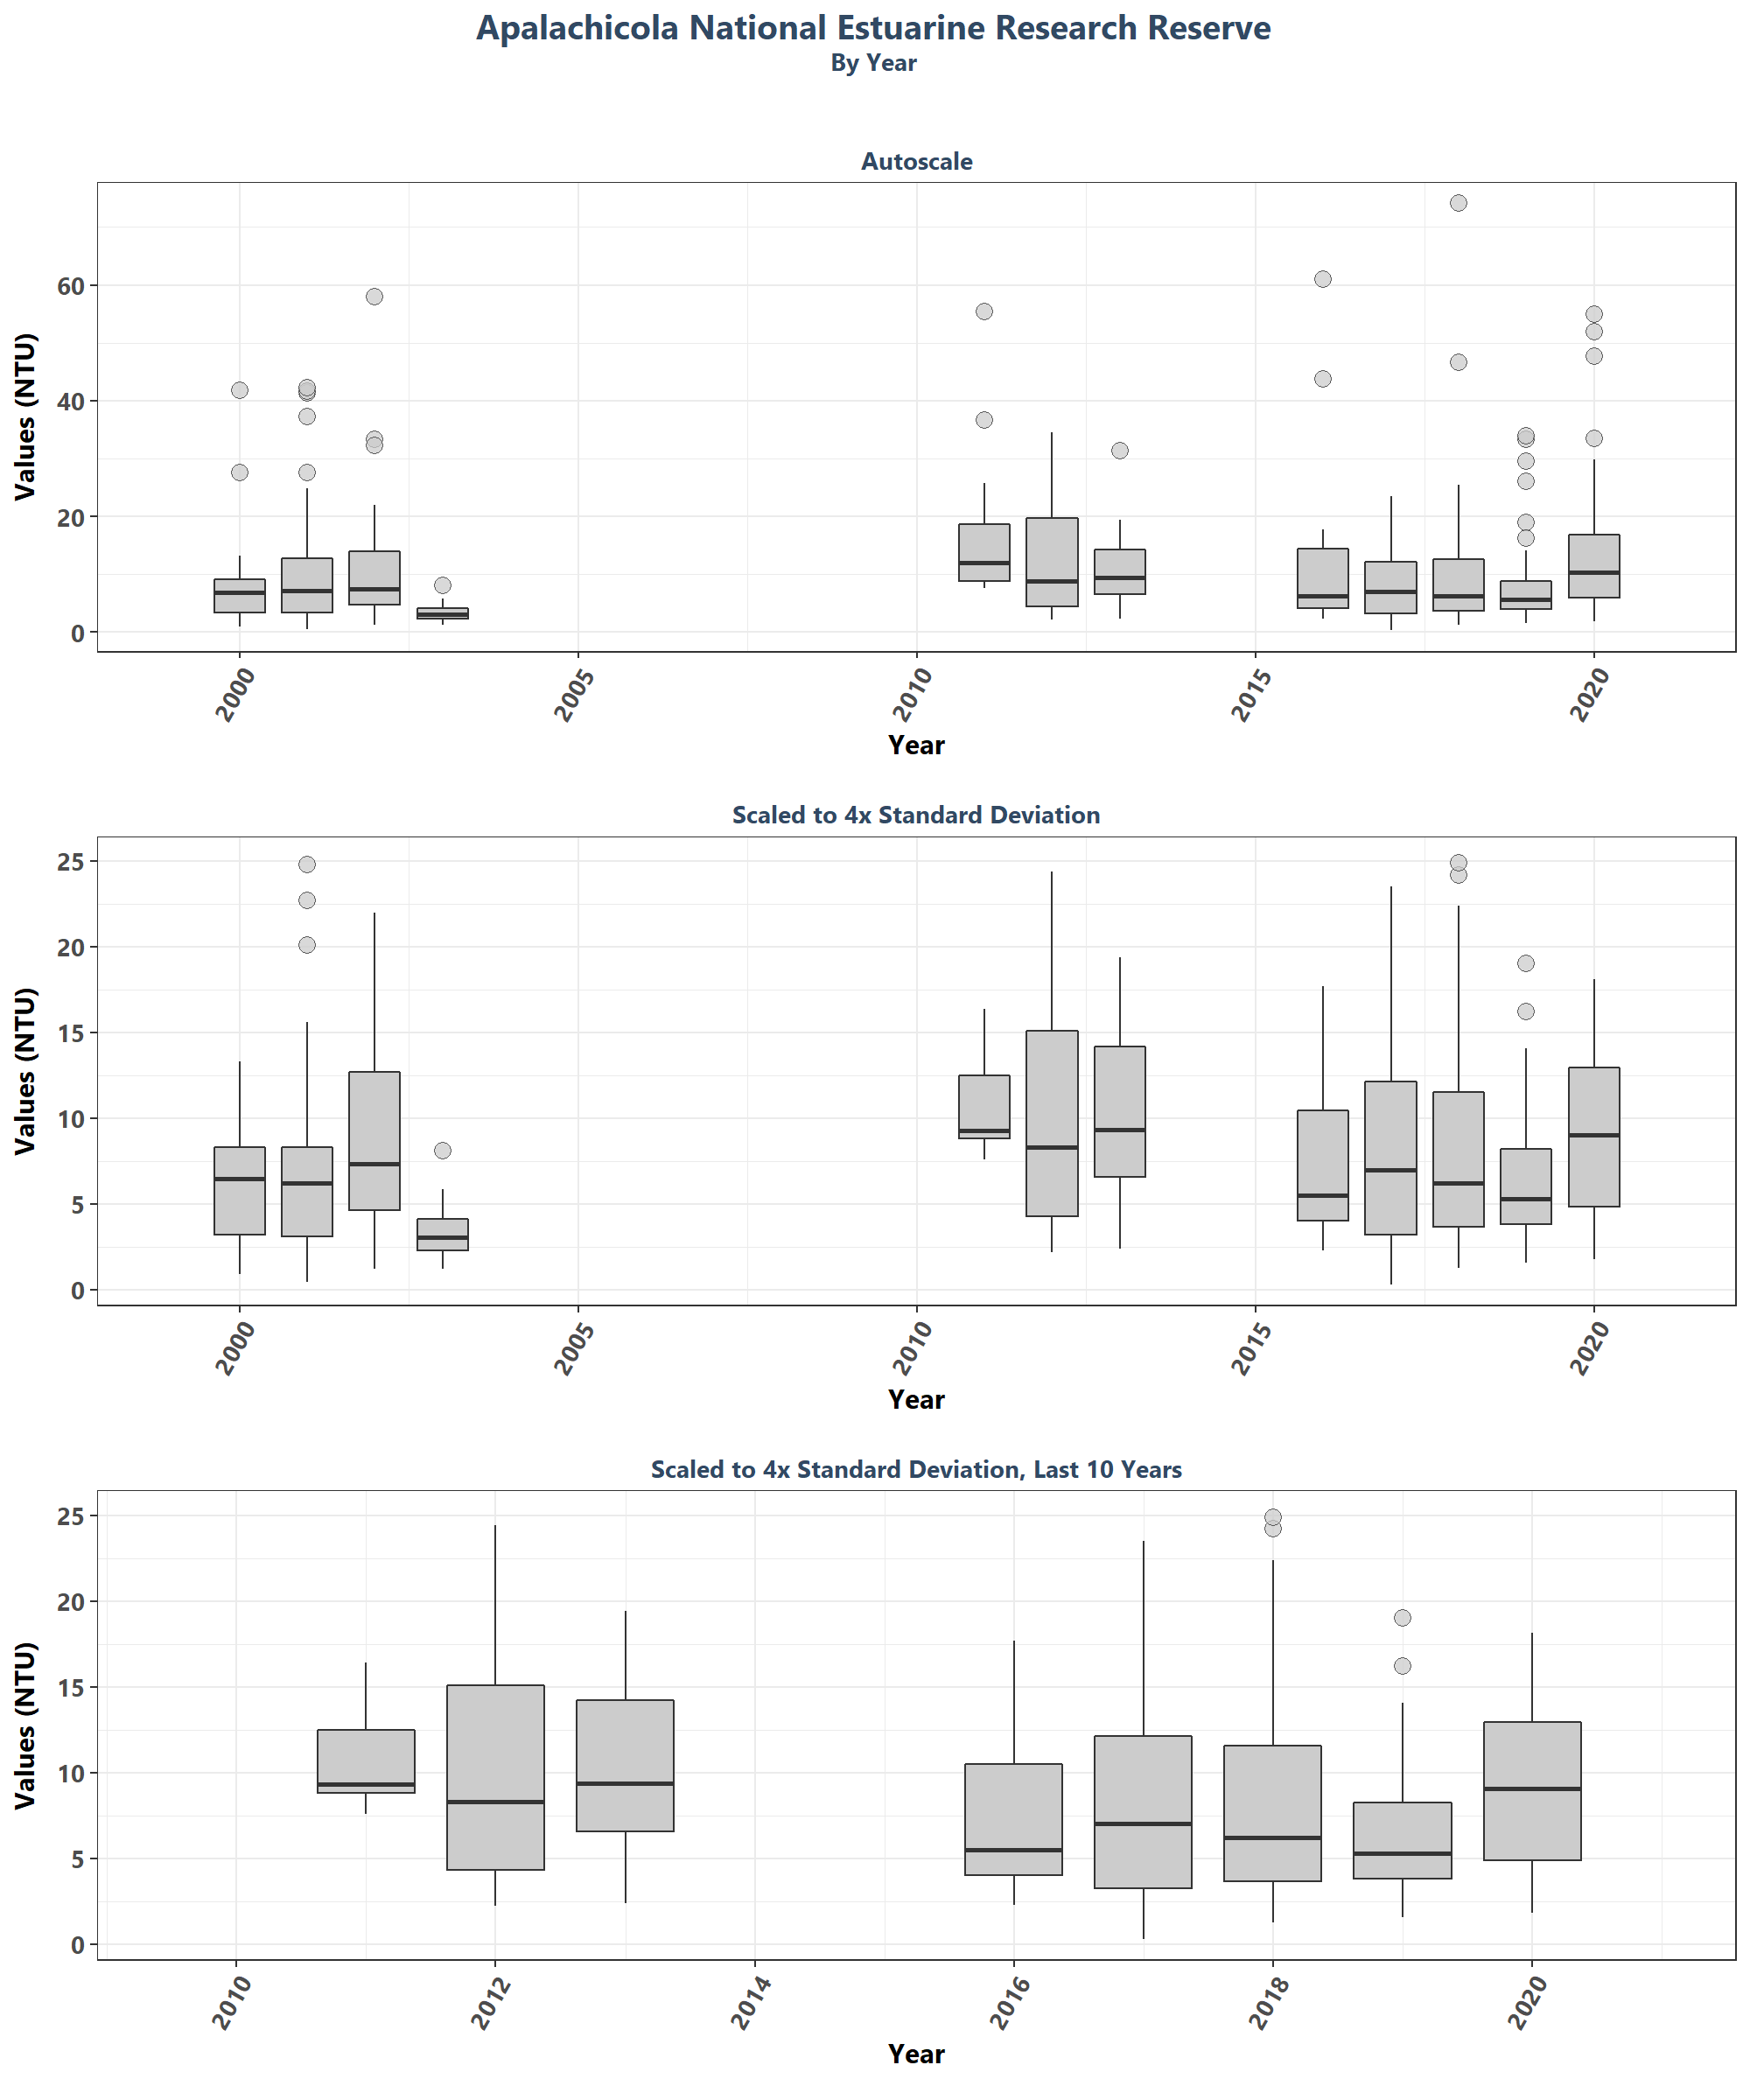 Apalachicola National Estuarine Research Reserve
By Year
Autoscale
Values (NTU)
60
40
20
0
2000
2005
2010
2015
2020
Year
Scaled to 4x Standard Deviation
Values (NTU)
25
20
15
10
5
0
2000
2005
2010
2015
2020
Year
Scaled to 4x Standard Deviation, Last 10 Years
Values (NTU)
25
20
15
10
5
0
2010
2012
2014
2016
2018
2020
Year